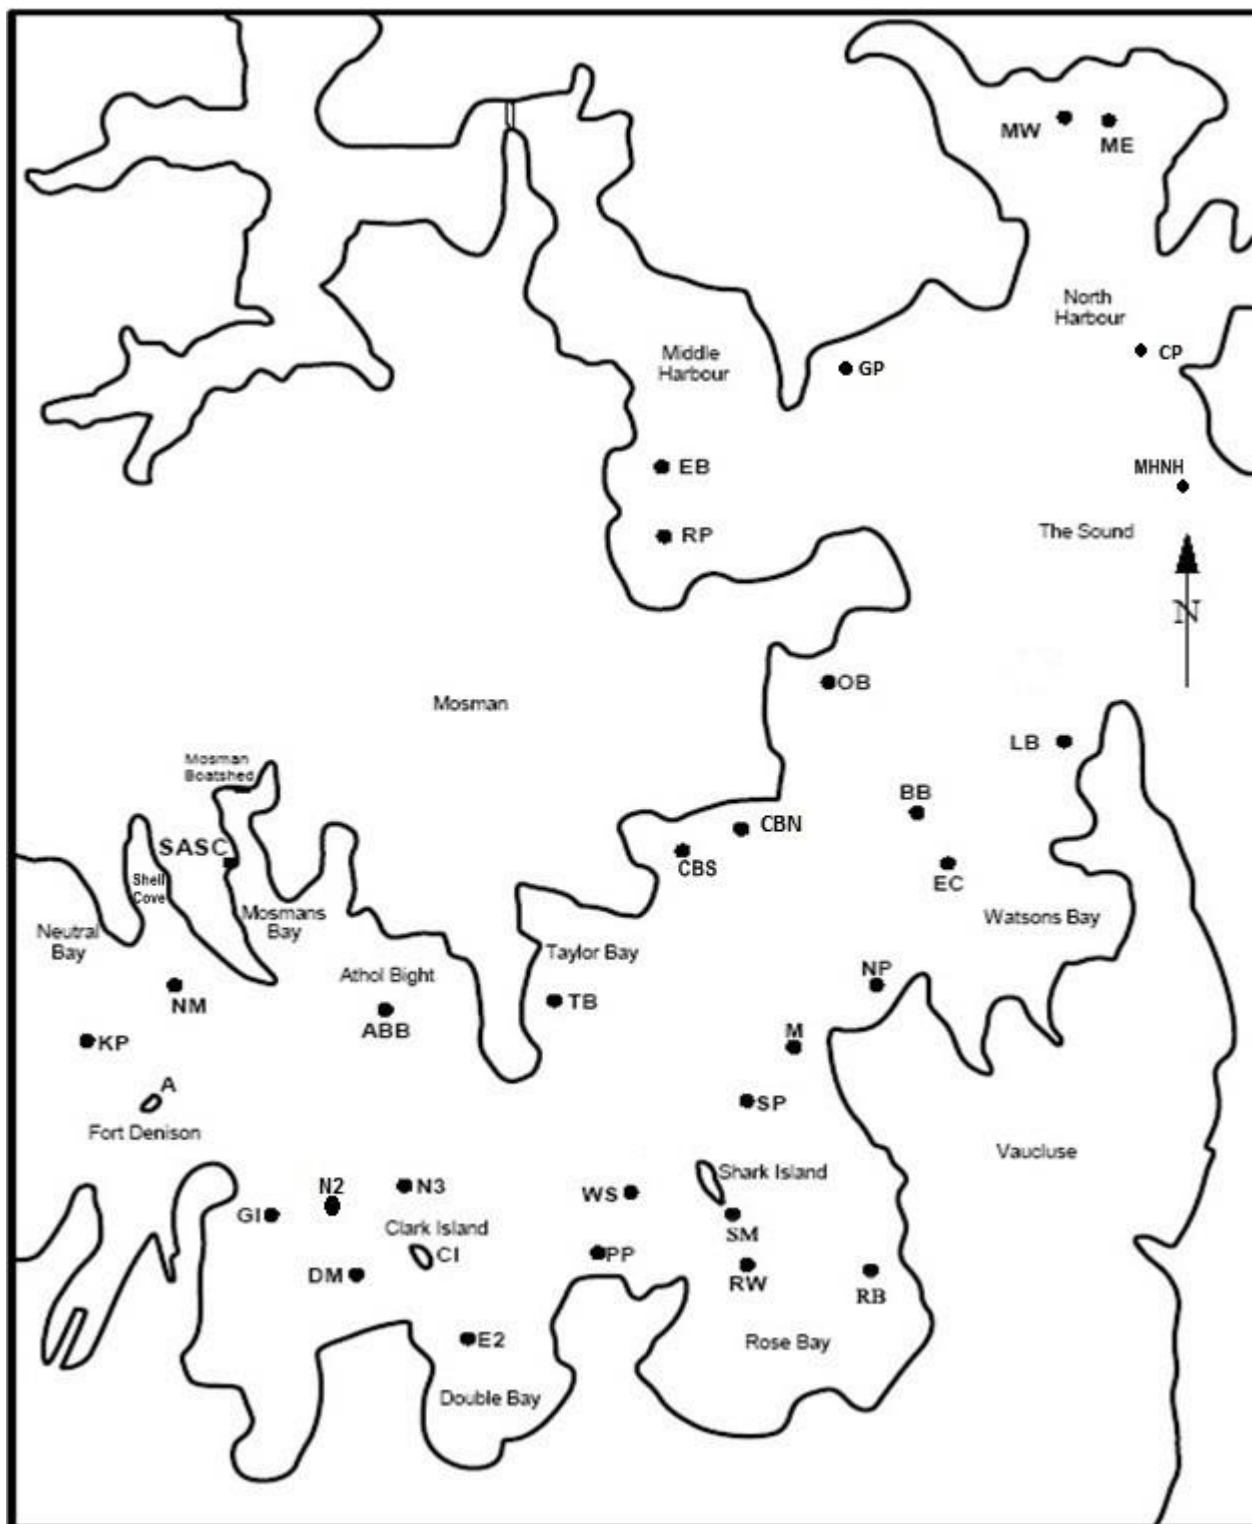 MW
ME
North
Harbour
CP
Middle
Harbour
GP
EB
MHNH
RP
The Sound
N
OB
Mosman
LB
Mosman
Boatshed
BB
CBN
SASC
CBS
EC
Shell
Cove
Mosmans
Bay
Watsons Bay
Neutral
Bay
Taylor Bay
Athol Bight
NP
NM
TB
ABB
M
KP
A
SP
Fort Denison
Vaucluse
Shark Island
N2
N3
WS
GI
Clark Island
SM
CI
PP
DM
RW
RB
E2
Rose Bay
Double Bay